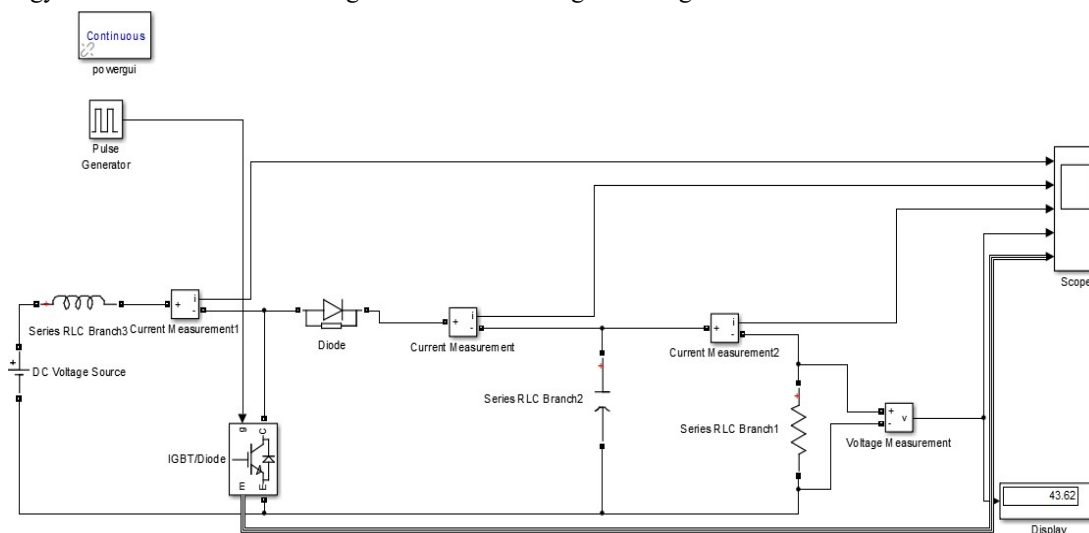 Continuous
powergui
Pulse
Generator
i
+
-
Series RLC Branch3
Current Measurement1
Diode
i
+
-
Current Measurement
i
+
-
Current Measurement2
Scope
+
DC Voltage Source
+
Series RLC Branch2
+
Series RLC Branch1
+
-
v
Voltage Measurement
g
C
IGBT/Diode
m
E
43.62
Display